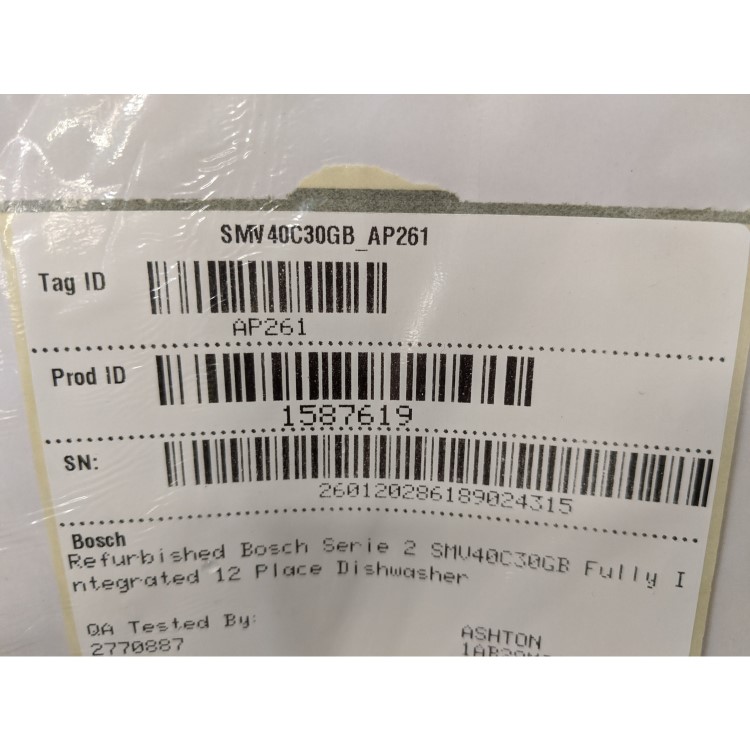 SMV40C30GB_AP261
Tag ID
AP261
Prod ID
1587619
SN:
260120286189024315
Bosch
Refurbished Bosch Serie 2 SMV40C30GB Fully I
ntegrated 12 Place Dishwasher
QA Tested By:
2770887
ASHTON